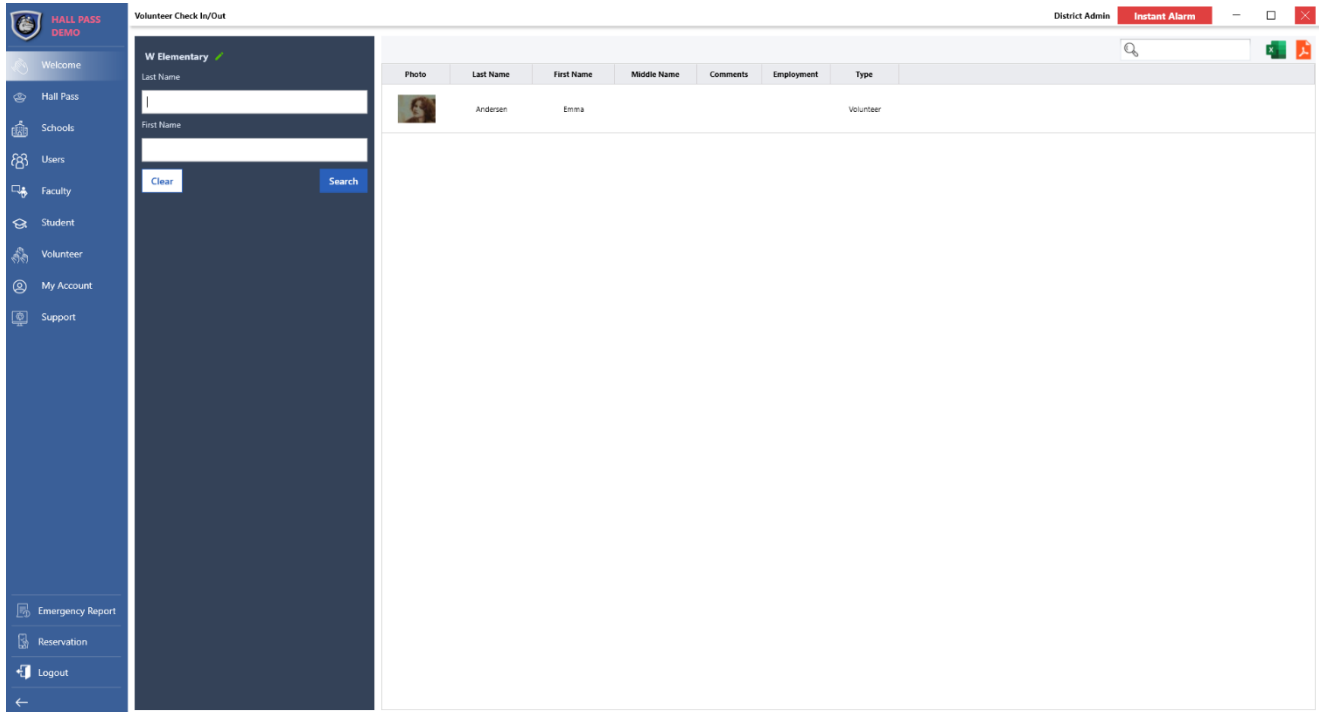 HALL PASS
DEMO
Welcome
Hall Pass
Schools
Users
Faculty
Student
Volunteer
My Account
Support
Emergency Report
Reservation
Logout
Volunteer Check In/Out
District Admin
Instant Alarm
W Elementary
Last Name
First Name
Clear
Search
Photo Last Name First Name Middle Name Comments Employment Type
Andersen Emma Volunteer